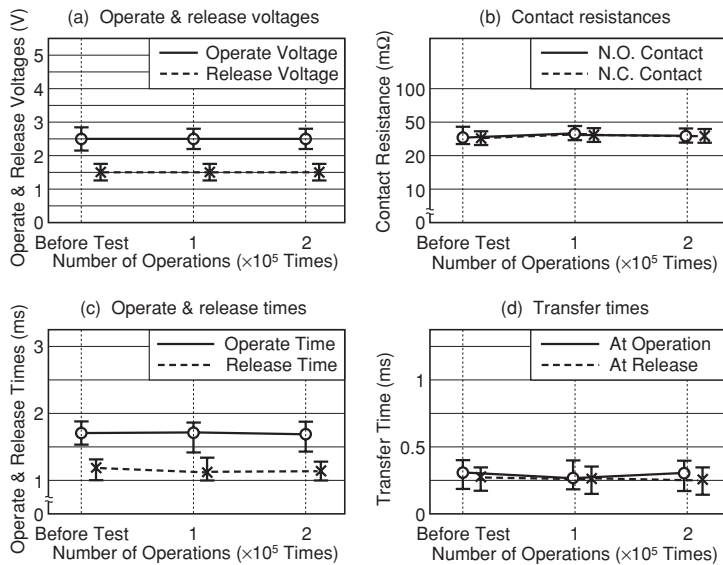 (a) Operate & release voltages
Operate & Release Voltages (V)
5
4
3
2
1
0
Operate Voltage
Release Voltage
Before Test
1
2
Number of Operations (×10⁵ Times)
(b) Contact resistances
Contact Resistance (mΩ)
100
50
20
10
0
N.O. Contact
N.C. Contact
Before Test
1
2
Number of Operations (×10⁵ Times)
(c) Operate & release times
Operate & Release Times (ms)
3
2
1
0
Operate Time
Release Time
Before Test
1
2
Number of Operations (×10⁵ Times)
(d) Transfer times
Transfer Time (ms)
1
0.5
0
At Operation
At Release
Before Test
1
2
Number of Operations (×10⁵ Times)